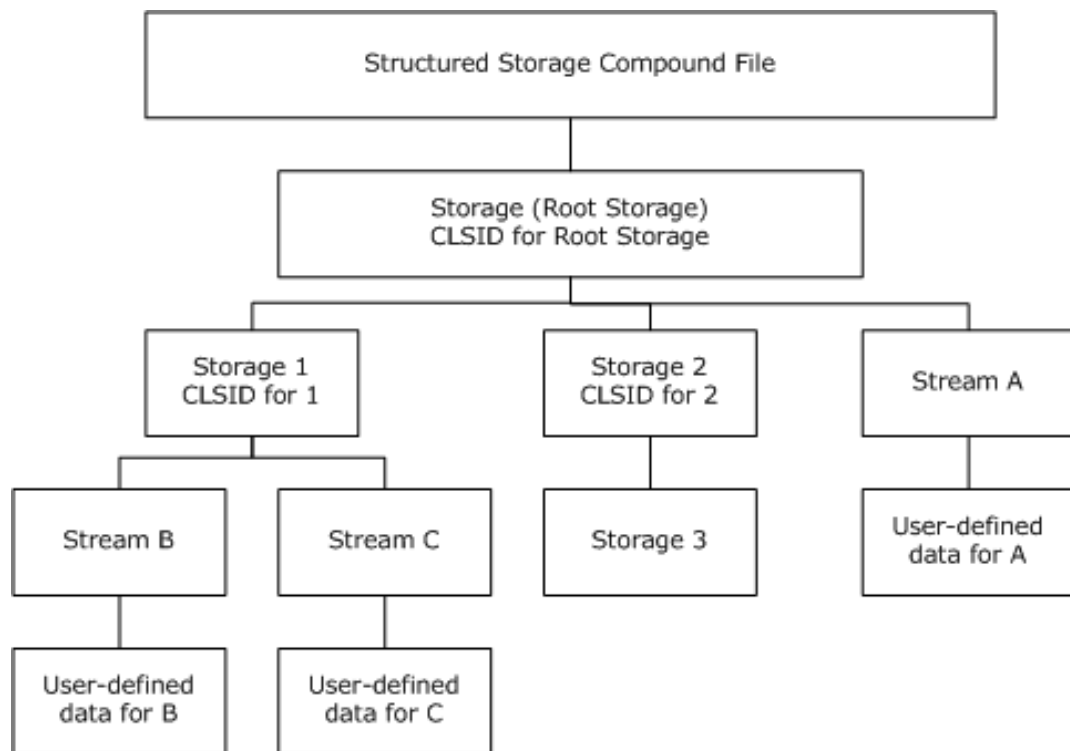 Structured Storage Compound File
Storage (Root Storage)
CLSID for Root Storage
Storage 1
CLSID for 1
Storage 2
CLSID for 2
Stream A
Stream B
Stream C
Storage 3
User-defined
data for A
User-defined
data for B
User-defined
data for C